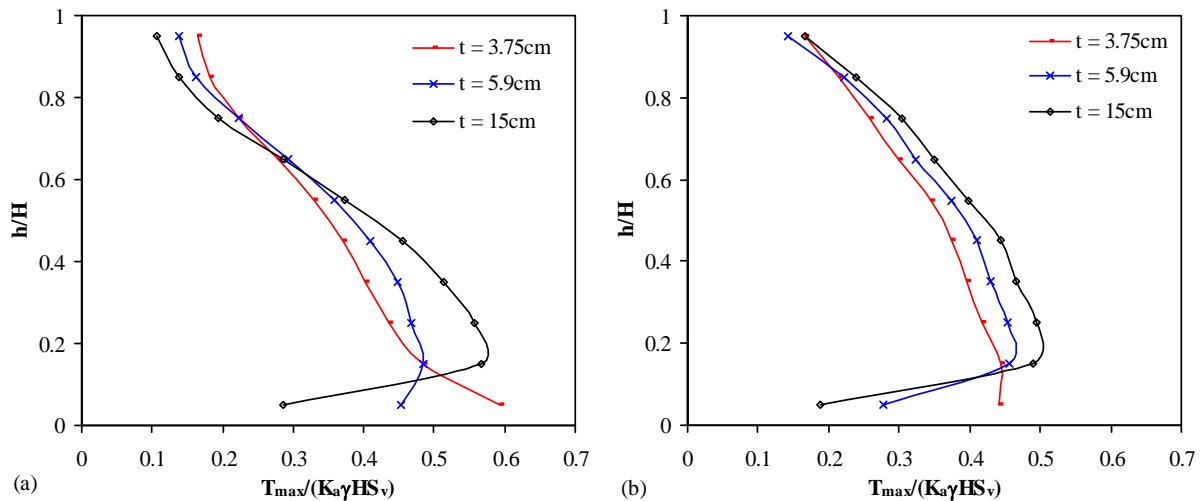 1
0.8
0.6
0.4
0.2
0
h/H
t = 3.75cm
t = 5.9cm
t = 15cm
0 0.1 0.2 0.3 0.4 0.5 0.6 0.7
(a)
Tmax/(KaγHSv)
1
0.8
0.6
0.4
0.2
0
h/H
t = 3.75cm
t = 5.9cm
t = 15cm
0 0.1 0.2 0.3 0.4 0.5 0.6 0.7
(b)
Tmax/(KaγHSv)